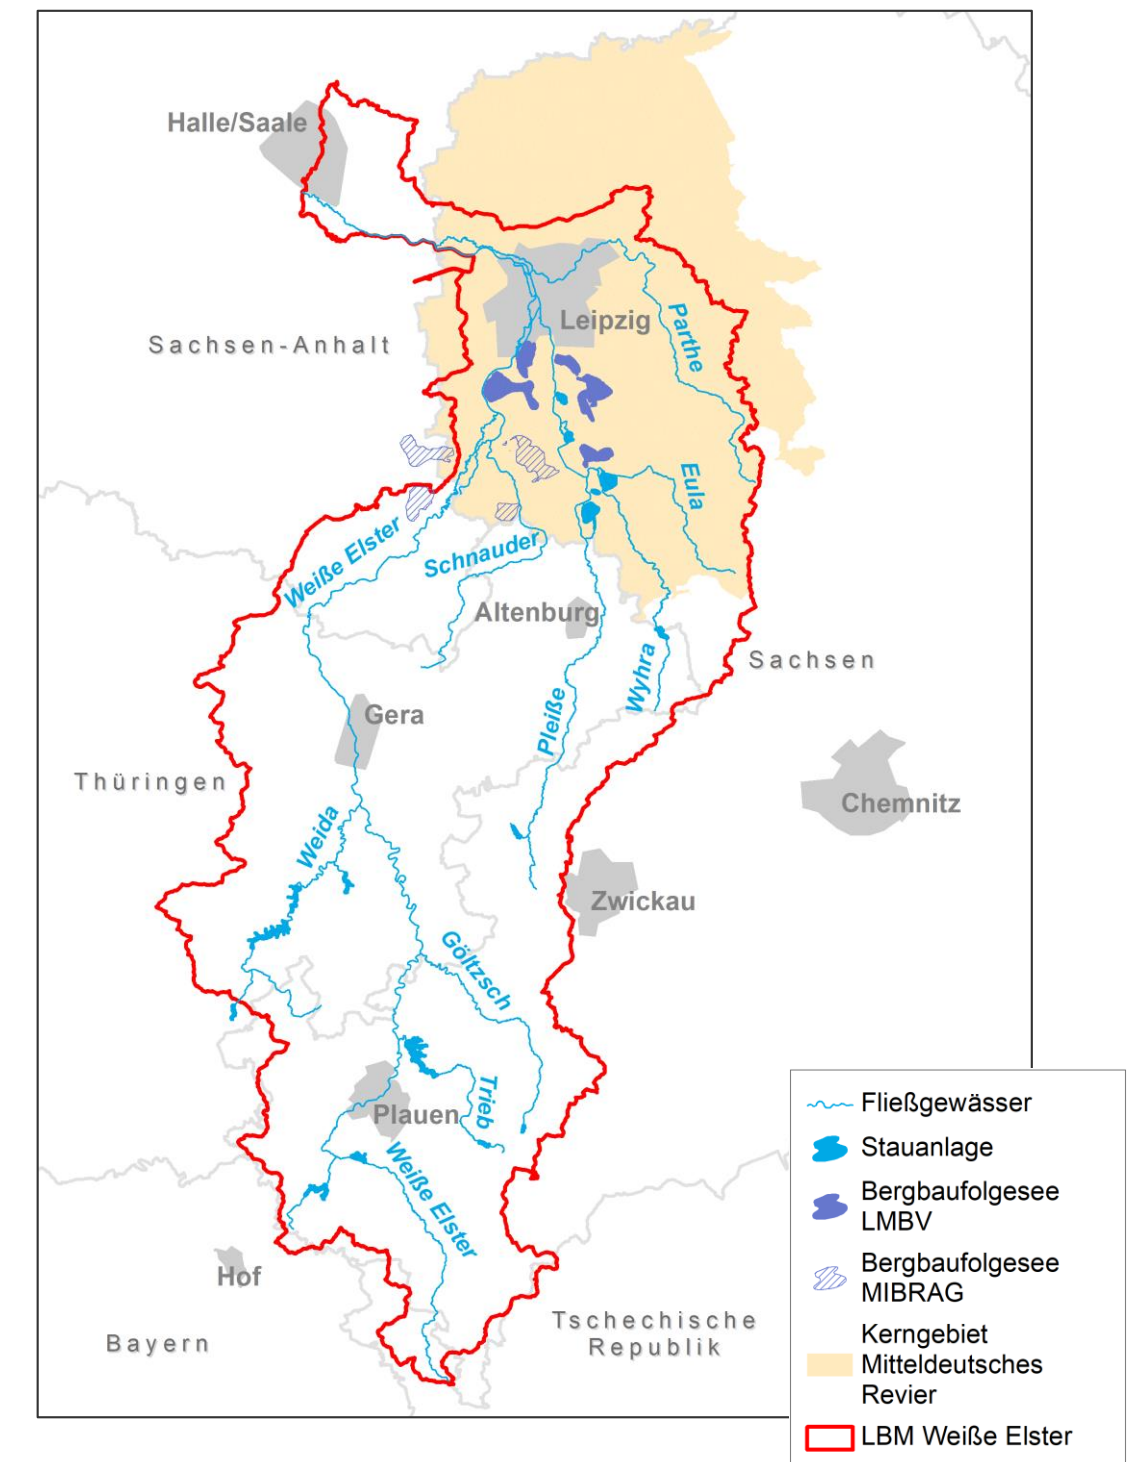 Halle/Saale
Leipzig
Parthe
Sachsen-Anhalt
Eula
Weiße Elster
Schnauder
Altenburg
Wyhra
Sachsen
Pleiße
Gera
Thüringen
Chemnitz
Weida
Zwickau
Göltzsch
Trieb
Plauen
Weiße Elster
Hof
Bayern
Tschechische
Republik
Fließgewässer
Stauanlage
Bergbaufolgesee
LMBV
Bergbaufolgesee
MIBRAG
Kerngebiet
Mitteldeutsches
Revier
LBM Weiße Elster